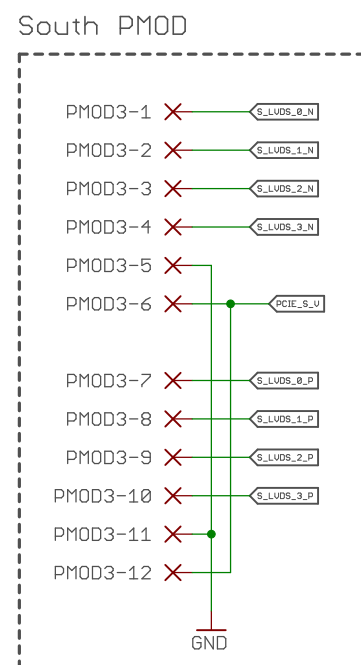 South PMOD
PMOD3-1 S_LVDS_0_N
PMOD3-2 S_LVDS_1_N
PMOD3-3 S_LVDS_2_N
PMOD3-4 S_LVDS_3_N
PMOD3-5
PMOD3-6 PCIE_S_V
PMOD3-7 S_LVDS_0_P
PMOD3-8 S_LVDS_1_P
PMOD3-9 S_LVDS_2_P
PMOD3-10 S_LVDS_3_P
PMOD3-11
PMOD3-12
GND